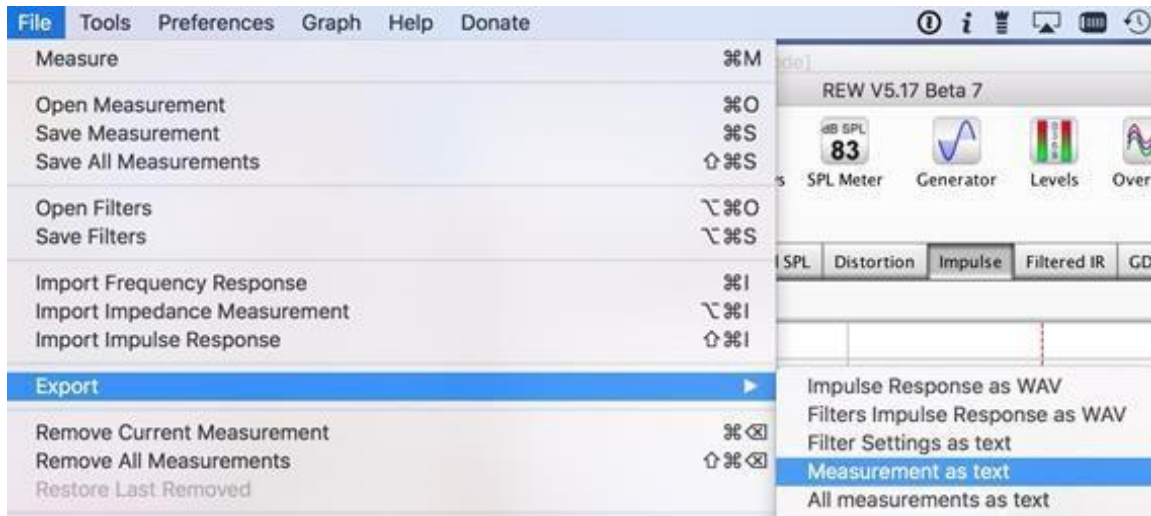 File Tools Preferences Graph Help Donate
Measure ⌘M
REW V5.17 Beta 7
Open Measurement ⌘O
Save Measurement ⌘S
Save All Measurements ⇧⌘S
dB SPL
83
SPL Meter Generator Levels Over
Open Filters ⌥⌘O
Save Filters ⌥⌘S
SPL Distortion Impulse Filtered IR GD
Import Frequency Response ⌘I
Import Impedance Measurement ⌥⌘I
Import Impulse Response ⇧⌘I
Export ▶
Impulse Response as WAV
Filters Impulse Response as WAV
Filter Settings as text
Measurement as text
All measurements as text
Remove Current Measurement ⌘⌫
Remove All Measurements ⇧⌘⌫
Restore Last Removed